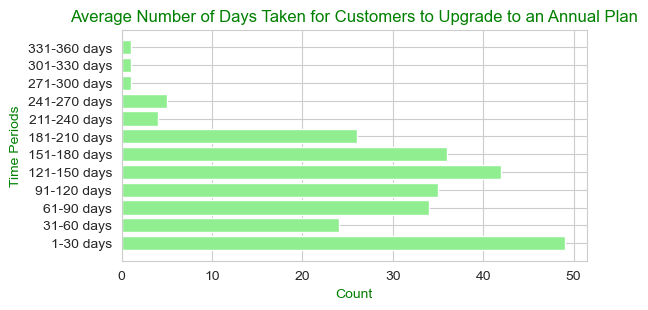 Average Number of Days Taken for Customers to Upgrade to an Annual Plan
Time Periods
331-360 days
301-330 days
271-300 days
241-270 days
211-240 days
181-210 days
151-180 days
121-150 days
91-120 days
61-90 days
31-60 days
1-30 days
0 10 20 30 40 50
Count